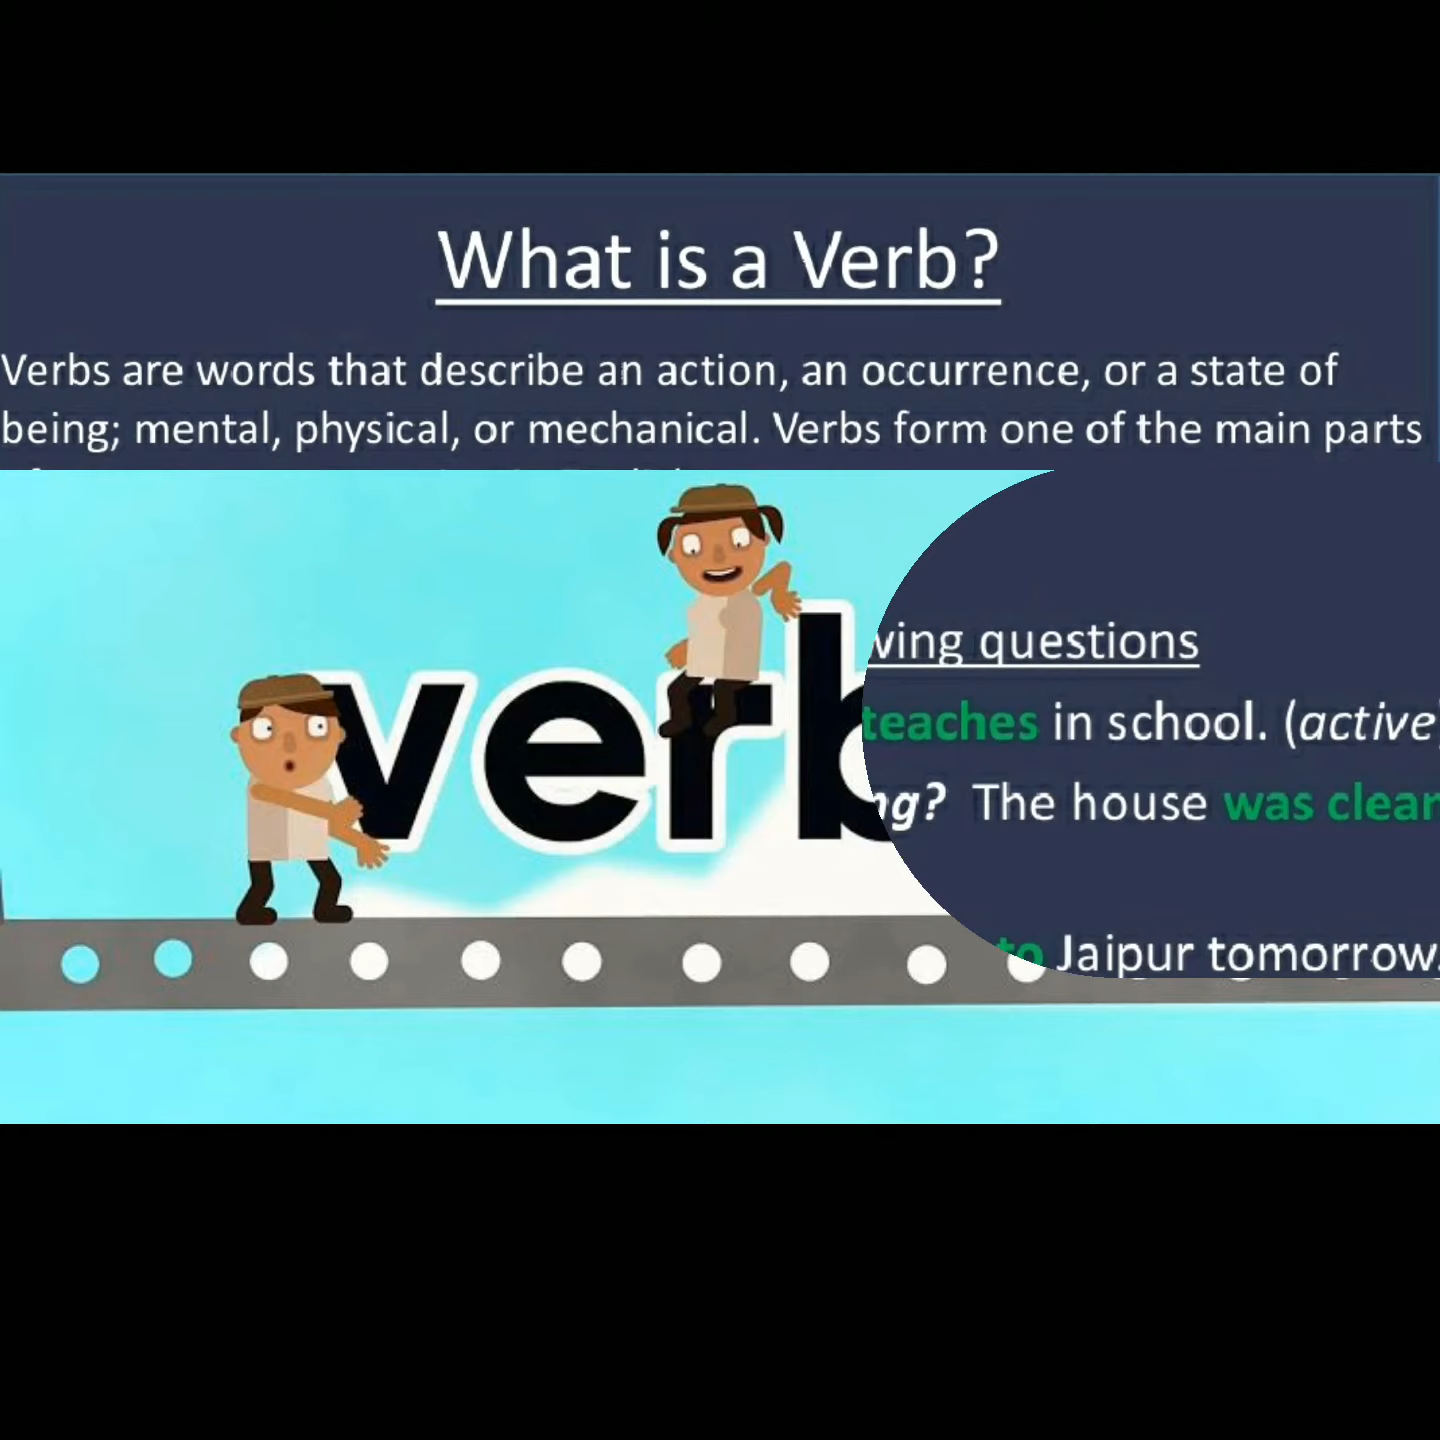 What is a Verb?
Verbs are words that describe an action, an occurrence, or a state of
being; mental, physical, or mechanical. Verbs form one of the main parts
verb
questions
teaches in school. (active)
The house was clean
to Jaipur tomorrow.